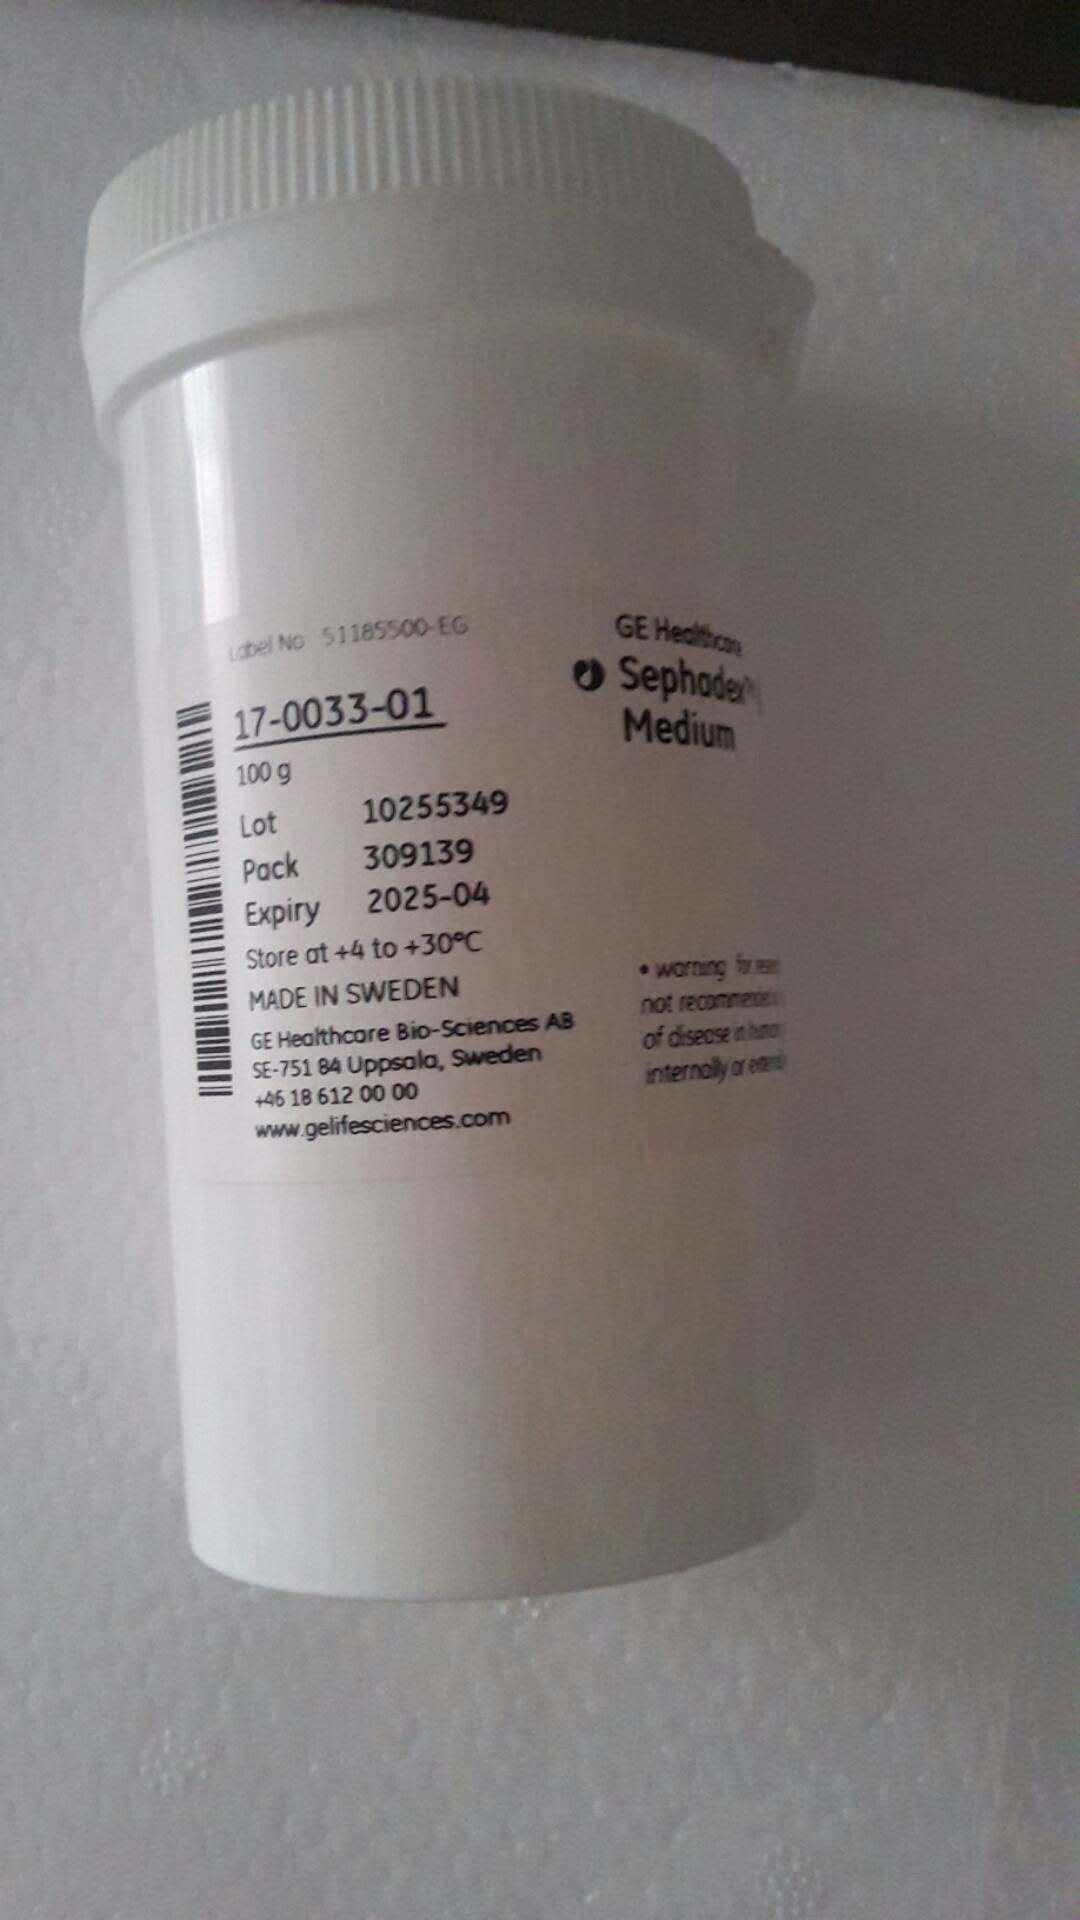 Label No 51185500-EG
17-0033-01
100 g
Lot 10255349
Pack 309139
Expiry 2025-04
Store at +4 to +30°C
MADE IN SWEDEN
GE Healthcare Bio-Sciences AB
SE-751 84 Uppsala, Sweden
+46 18 612 00 00
www.gelifesciences.com
GE Healthcare
Sephadex™
Medium
• warning for
not
of disease in
internally or